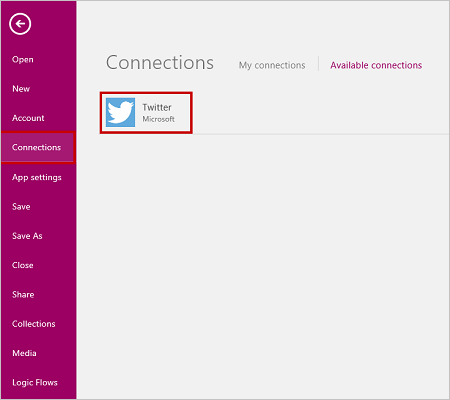 Open
New
Account
Connections
App settings
Save
Save As
Close
Share
Collections
Media
Logic Flows
Connections My connections Available connections
Twitter
Microsoft